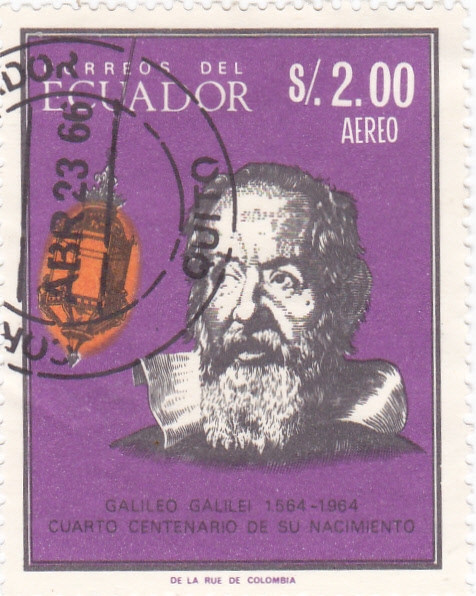 CORREOS DEL
ECUADOR
S/. 2.00
AEREO
ABR 23 66
QUITO
GALILEO GALILEI 1564-1964
CUARTO CENTENARIO DE SU NACIMIENTO
DE LA RUE DE COLOMBIA